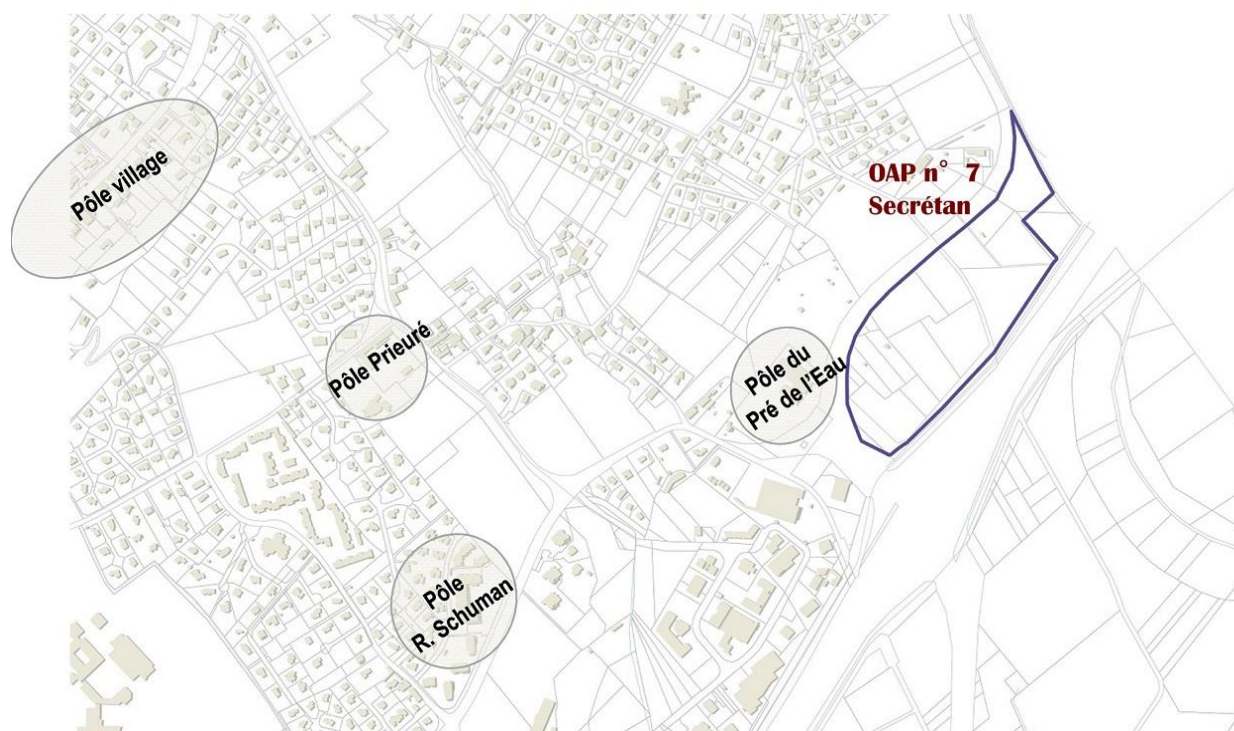 OAP n° 7
Secrétan
Pôle village
Pôle Prieuré
Pôle du
Pré de l'Eau
Pôle
R. Schuman